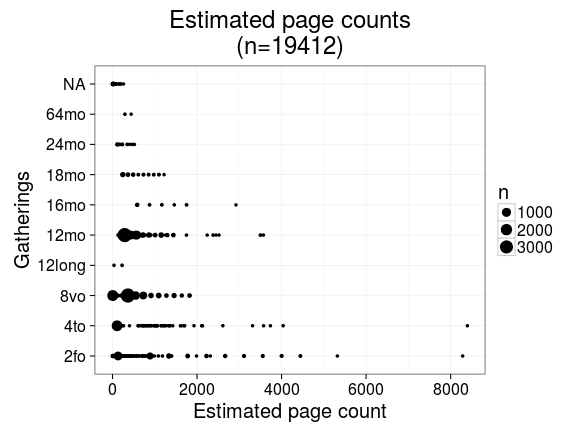 Estimated page counts
(n=19412)
NA
64mo
24mo
18mo
16mo
12mo
12long
8vo
4to
2fo
Gatherings
0 2000 4000 6000 8000
Estimated page count
n
1000
2000
3000